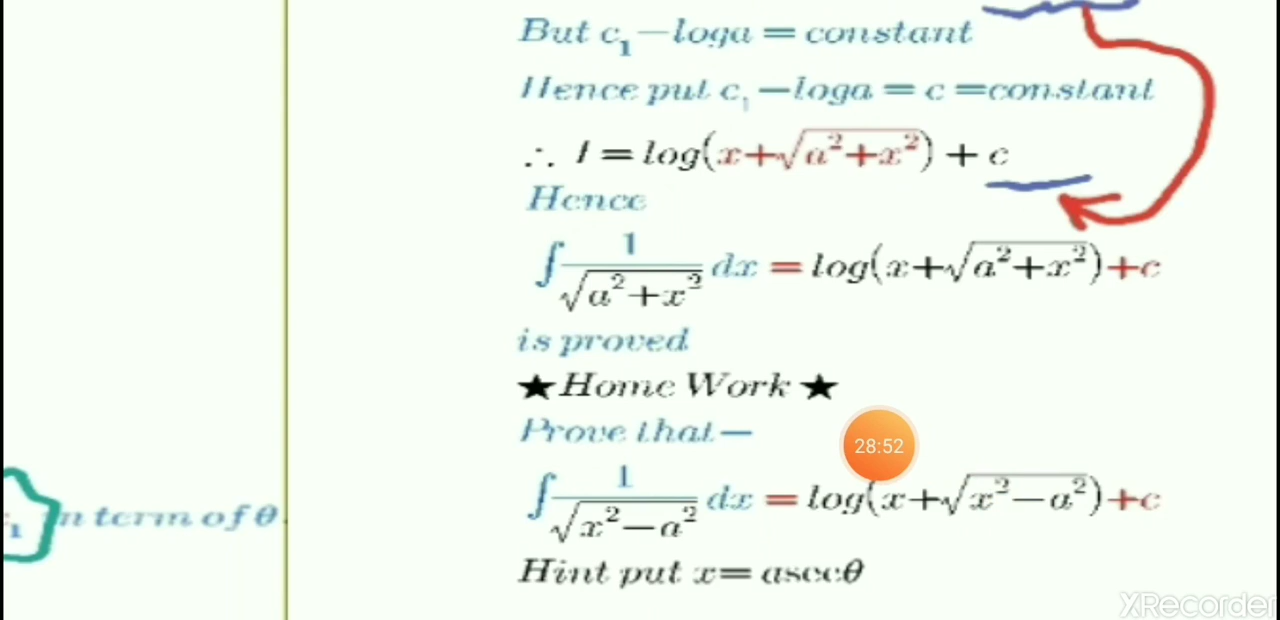 But c₁−loga = constant
Hence put c₁−loga = c =constant
∴ I = log(x+√(a²+x²)) + c
Hence
∫ 1/√(a²+x²) dx = log(x+√(a²+x²))+c
is proved
★Home Work★
Prove that−
28:52
∫ 1/√(x²−a²) dx = log(x+√(x²−a²))+c
1 in term of θ
Hint put x= asecθ
XRecorder